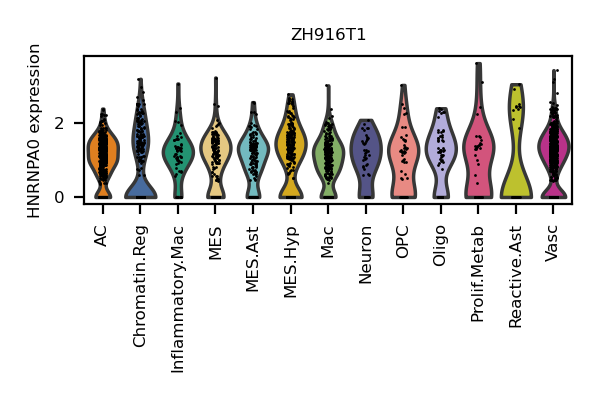 ZH916T1
HNRNPA0 expression
2
0
AC
Chromatin.Reg
Inflammatory.Mac
MES
MES.Ast
MES.Hyp
Mac
Neuron
OPC
Oligo
Prolif.Metab
Reactive.Ast
Vasc